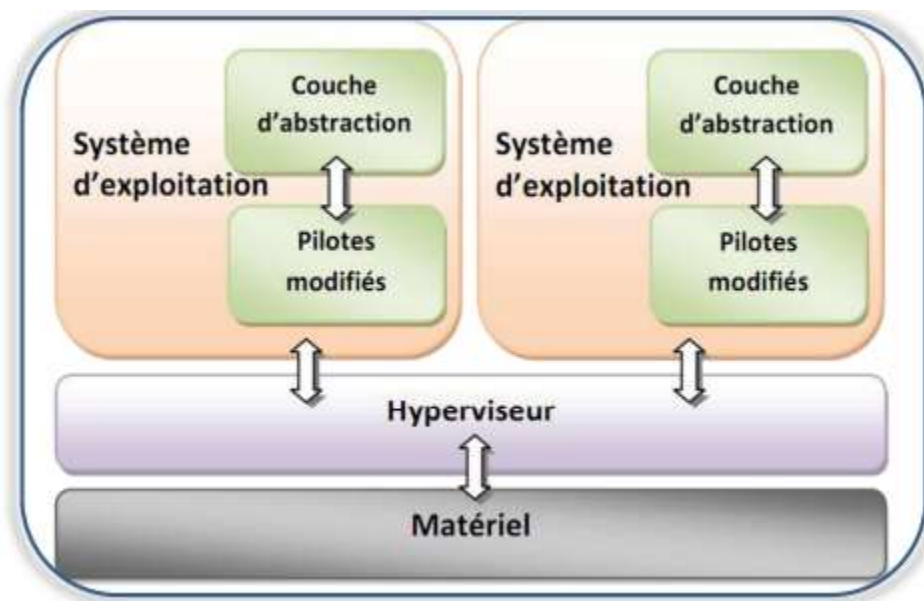 Couche
d'abstraction
Système
d'exploitation
Pilotes
modifiés
Couche
d'abstraction
Système
d'exploitation
Pilotes
modifiés
Hyperviseur
Matériel